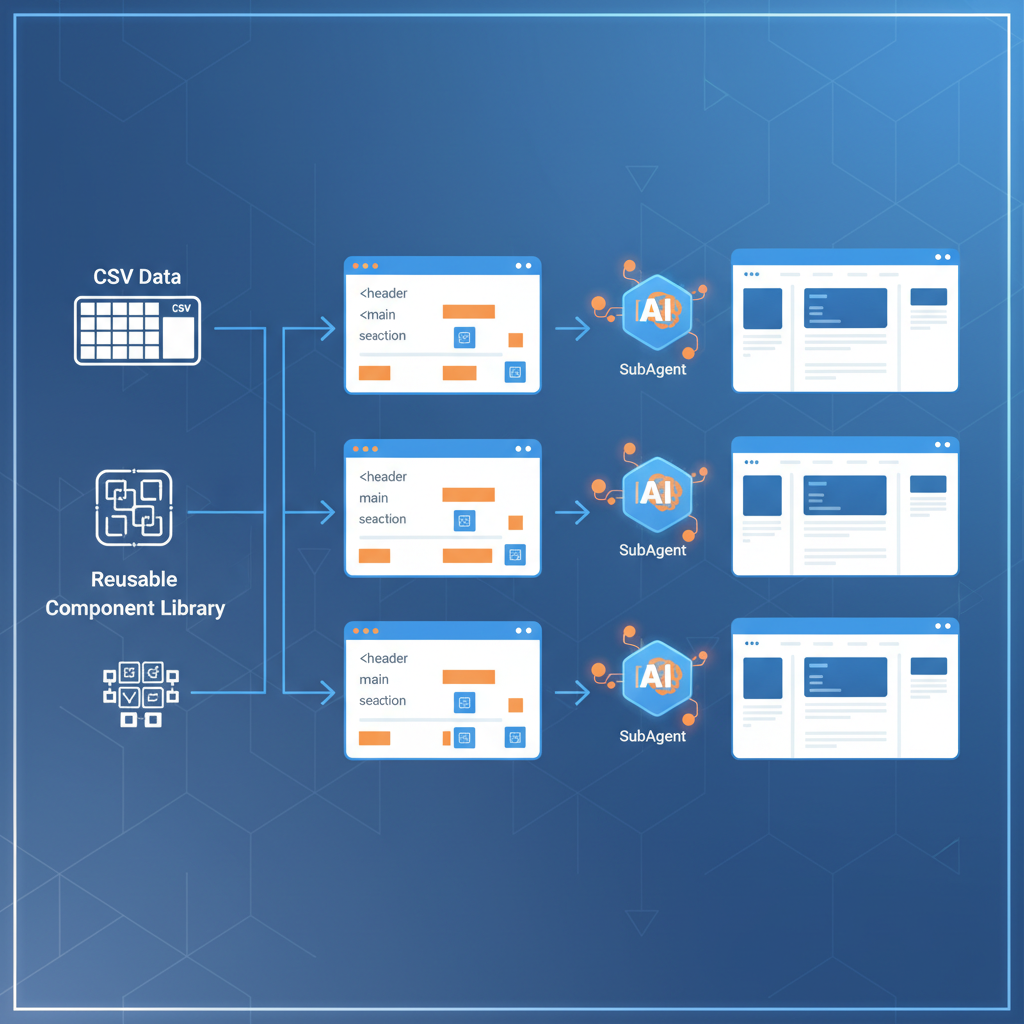 CSV Data
CSV
Reusable
Component Library
<header
<main
seaction
AI
SubAgent
<header
main
seaction
AI
SubAgent
<header
main
seaction
AI
SubAgent